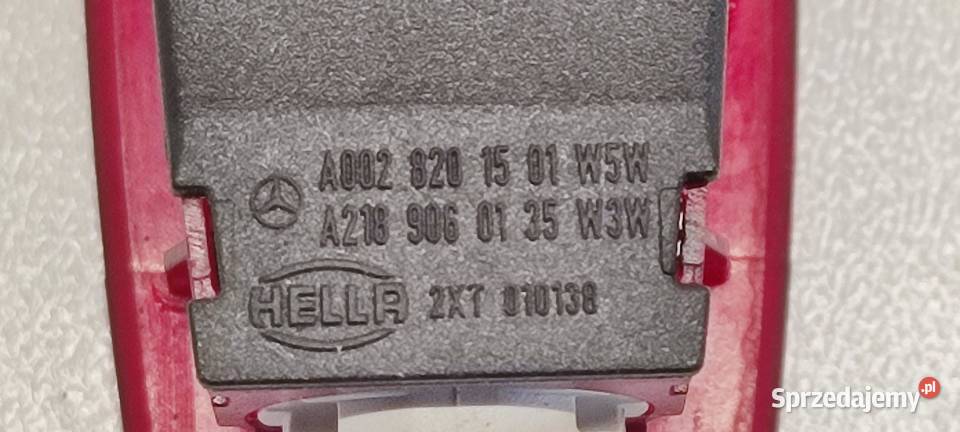 A002 820 15 01 W5W
A218 906 01 35 W3W
HELLA 2XT 010138
Sprzedajemy.pl